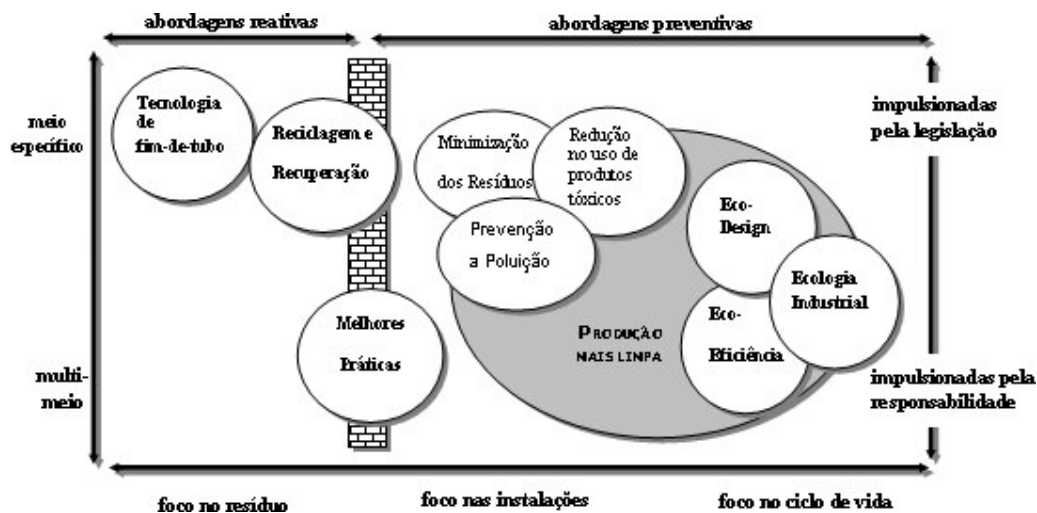 abordagens reativas
abordagens preventivas
meio
específico
Tecnologia
de
fim-de-tubo
Reciclagem e
Recuperação
Minimização
dos Resíduos
Redução
no uso de
produtos
tóxicos
Prevenção
a Poluição
Eco-
Design
Ecologia
Industrial
Eco-
Eficiência
PRODUÇÃO
MAIS LIMPA
Melhores
Práticas
impulsionadas
pela legislação
multi-
meio
impulsionadas pela
responsabilidade
foco no resíduo
foco nas instalações
foco no ciclo de vida